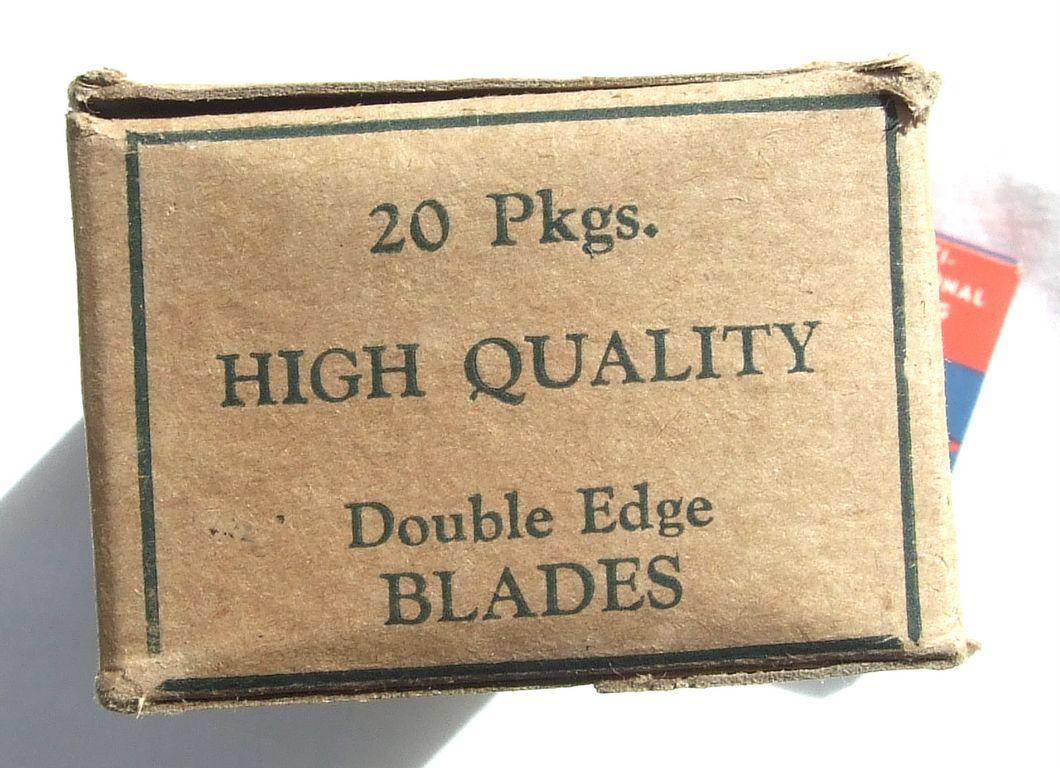 20 Pkgs.
HIGH QUALITY
Double Edge
BLADES